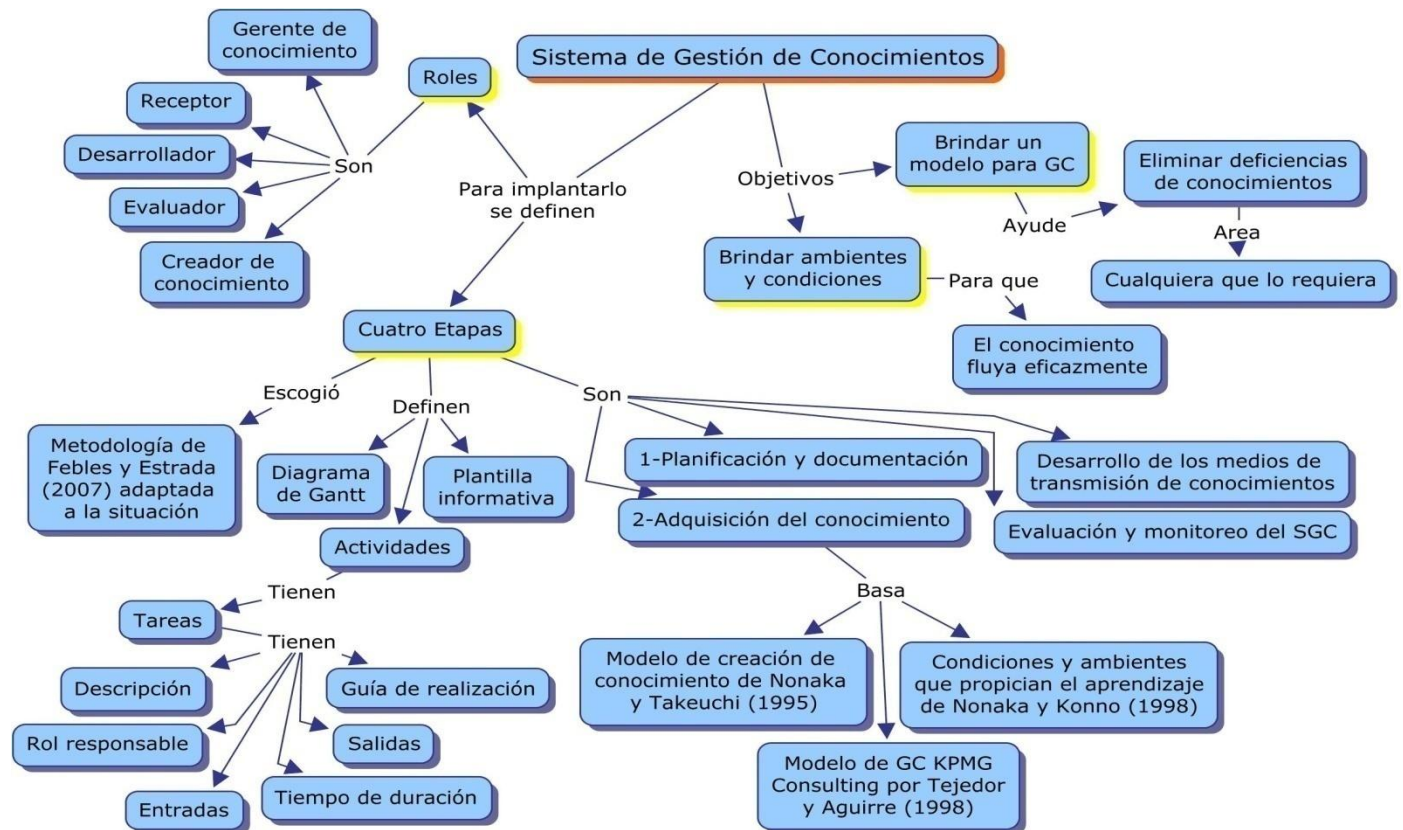 Sistema de Gestión de Conocimientos
Gerente de
conocimiento
Roles
Receptor
Desarrollador
Son
Evaluador
Creador de
conocimiento
Para implantarlo
se definen
Objetivos
Brindar un
modelo para GC
Ayude
Eliminar deficiencias
de conocimientos
Area
Cualquiera que lo requiera
Brindar ambientes
y condiciones
Para que
El conocimiento
fluya eficazmente
Cuatro Etapas
Escogió
Metodología de
Febles y Estrada
(2007) adaptada
a la situación
Definen
Diagrama
de Gantt
Plantilla
informativa
Actividades
Tienen
Tareas
Tienen
Descripción
Guía de realización
Rol responsable
Salidas
Entradas
Tiempo de duración
Son
1-Planificación y documentación
2-Adquisición del conocimiento
Desarrollo de los medios de
transmisión de conocimientos
Evaluación y monitoreo del SGC
Basa
Modelo de creación de
conocimiento de Nonaka
y Takeuchi (1995)
Condiciones y ambientes
que propician el aprendizaje
de Nonaka y Konno (1998)
Modelo de GC KPMG
Consulting por Tejedor
y Aguirre (1998)